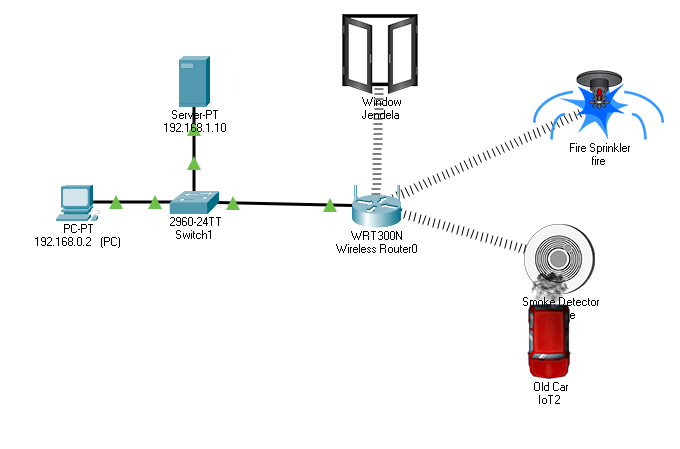 Window
Jendela
Server-PT
192.168.1.10
Fire Sprinkler
fire
PC-PT
192.168.0.2 (PC)
2960-24TT
Switch1
WRT300N
Wireless Router0
Smoke Detector
Old Car
IoT2